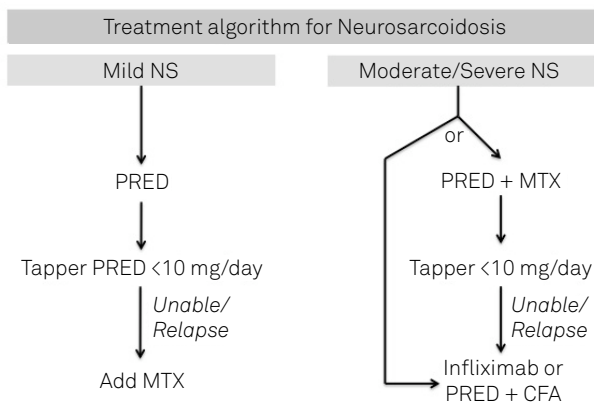 Treatment algorithm for Neurosarcoidosis
Mild NS
PRED
Tapper PRED <10 mg/day
Unable/
Relapse
Add MTX
Moderate/Severe NS
or
PRED + MTX
Tapper <10 mg/day
Unable/
Relapse
Infliximab or
PRED + CFA